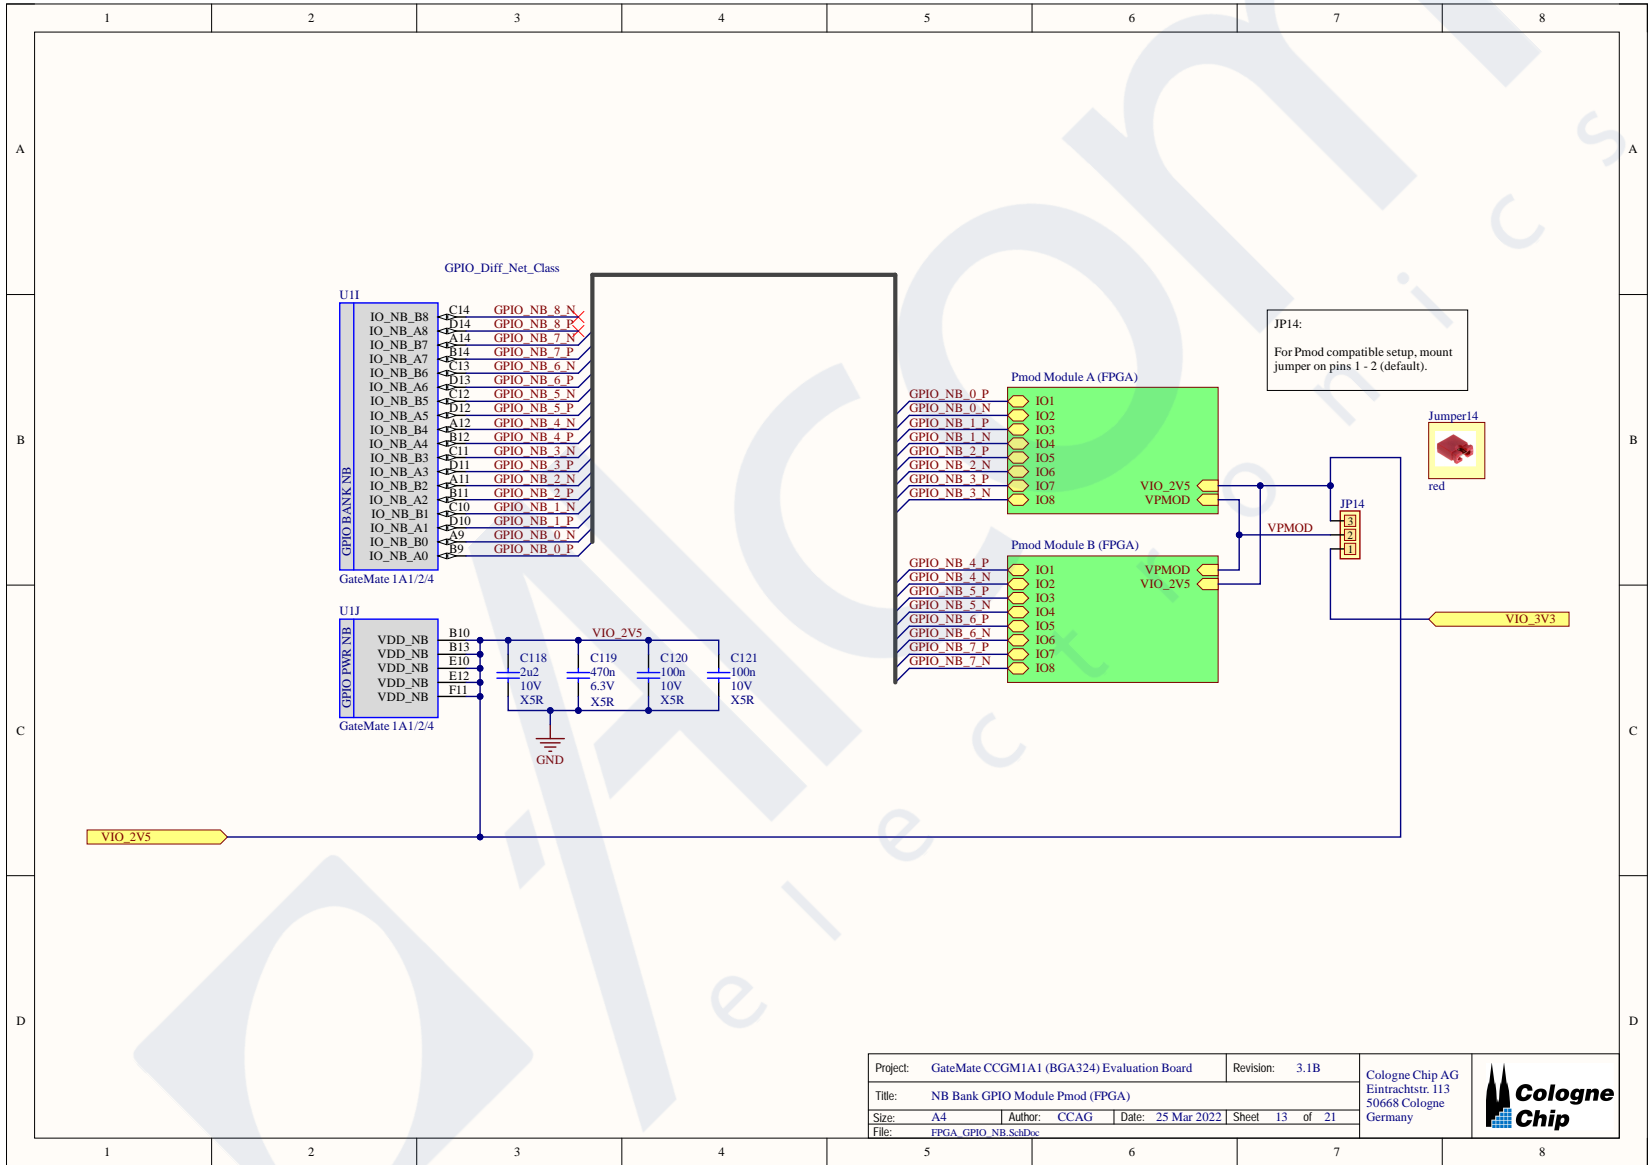 1 2 3 4 5 6 7 8
A A
GPIO_Diff_Net_Class
U1I
GPIO BANK NB
IO_NB_B8 C14 GPIO_NB_8_N
IO_NB_A8 D14 GPIO_NB_8_P
IO_NB_B7 A14 GPIO_NB_7_N
IO_NB_A7 B14 GPIO_NB_7_P
IO_NB_B6 C13 GPIO_NB_6_N
IO_NB_A6 D13 GPIO_NB_6_P
IO_NB_B5 C12 GPIO_NB_5_N
IO_NB_A5 D12 GPIO_NB_5_P
IO_NB_B4 A12 GPIO_NB_4_N
IO_NB_A4 B12 GPIO_NB_4_P
IO_NB_B3 C11 GPIO_NB_3_N
IO_NB_A3 D11 GPIO_NB_3_P
IO_NB_B2 A11 GPIO_NB_2_N
IO_NB_A2 B11 GPIO_NB_2_P
IO_NB_B1 C10 GPIO_NB_1_N
IO_NB_A1 D10 GPIO_NB_1_P
IO_NB_B0 A9 GPIO_NB_0_N
IO_NB_A0 B9 GPIO_NB_0_P
GateMate 1A1/2/4
JP14:
For Pmod compatible setup, mount
jumper on pins 1 - 2 (default).
Pmod Module A (FPGA)
GPIO_NB_0_P IO1
GPIO_NB_0_N IO2
GPIO_NB_1_P IO3
GPIO_NB_1_N IO4
GPIO_NB_2_P IO5
GPIO_NB_2_N IO6
GPIO_NB_3_P IO7 VIO_2V5
GPIO_NB_3_N IO8 VPMOD
B B
Jumper14
red
JP14
VPMOD
3
2
1
Pmod Module B (FPGA)
GPIO_NB_4_P IO1 VPMOD
GPIO_NB_4_N IO2 VIO_2V5
GPIO_NB_5_P IO3
GPIO_NB_5_N IO4
GPIO_NB_6_P IO5
GPIO_NB_6_N IO6
GPIO_NB_7_P IO7
GPIO_NB_7_N IO8
VIO_3V3
U1J
GPIO PWR NB
VDD_NB B10
VDD_NB B13
VDD_NB E10
VDD_NB E12
VDD_NB F11
GateMate 1A1/2/4
VIO_2V5
C118
2u2
10V
X5R
C119
470n
6.3V
X5R
C120
100n
10V
X5R
C121
100n
10V
X5R
GND
C C
VIO_2V5
D D
Project: GateMate CCGM1A1 (BGA324) Evaluation Board Revision: 3.1B
Title: NB Bank GPIO Module Pmod (FPGA)
Size: A4 Author: CCAG Date: 25 Mar 2022 Sheet 13 of 21
File: FPGA_GPIO_NB.SchDoc
Cologne Chip AG
Eintrachtstr. 113
50668 Cologne
Germany
Cologne
Chip
1 2 3 4 5 6 7 8
electronics